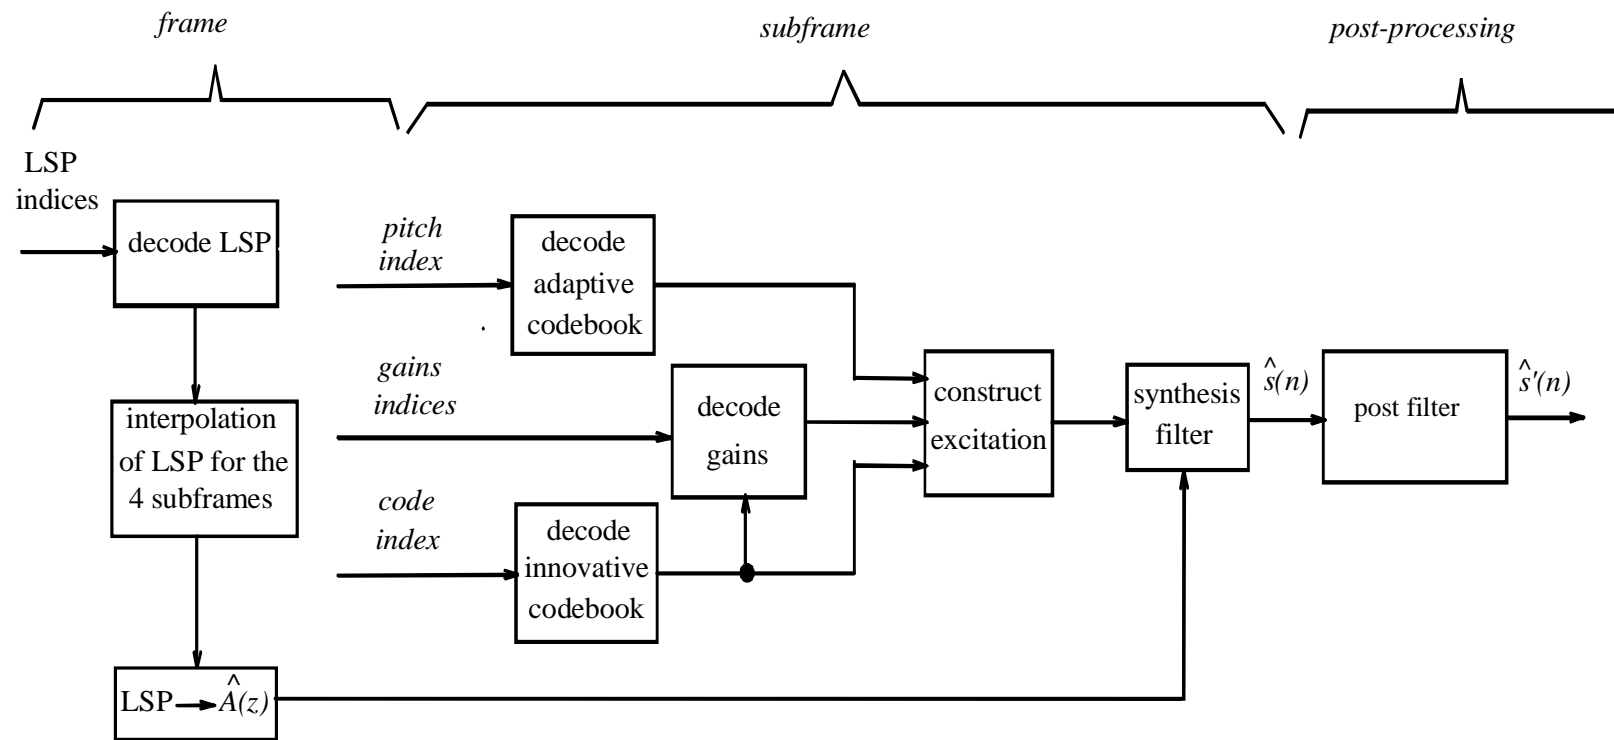 frame
subframe
post-processing
LSP
indices
decode LSP
interpolation
of LSP for the
4 subframes
LSP → Â(z)
pitch
index
decode
adaptive
codebook
gains
indices
decode
gains
code
index
decode
innovative
codebook
construct
excitation
synthesis
filter
ŝ(n)
post filter
ŝ'(n)